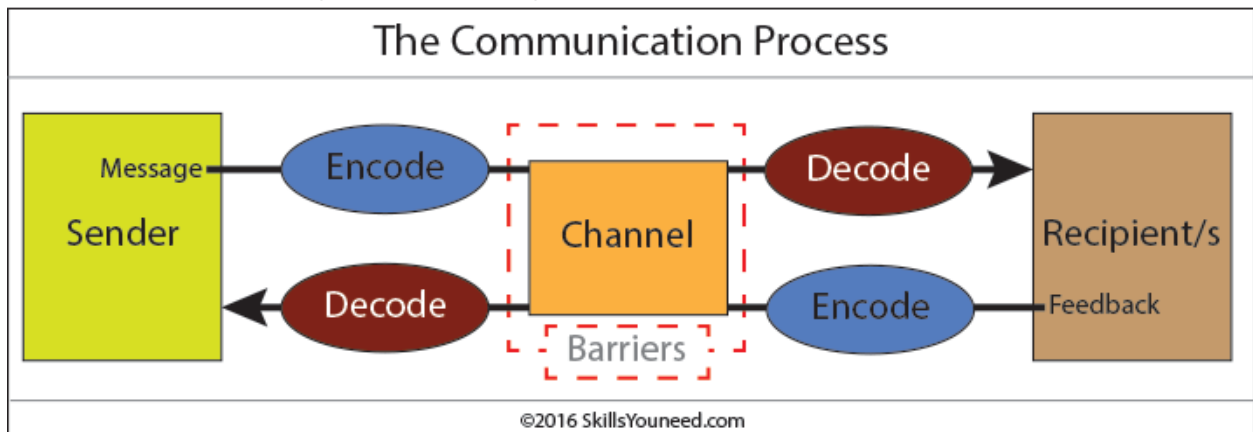 The Communication Process
Message
Encode
Decode
Sender
Channel
Recipient/s
Decode
Encode
Feedback
Barriers
©2016 SkillsYouneed.com